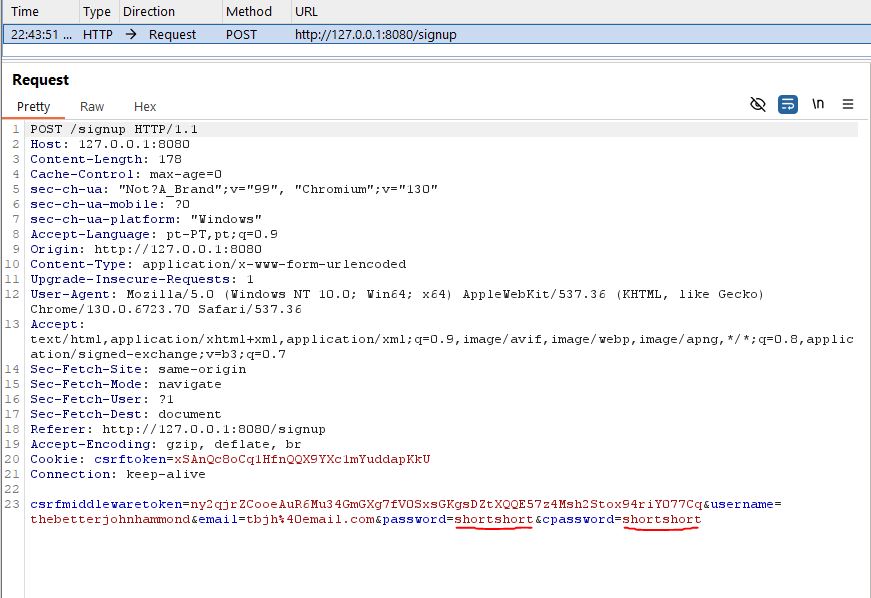 Time Type Direction Method URL
22:43:51 ... HTTP → Request POST http://127.0.0.1:8080/signup
Request
Pretty Raw Hex \n
1 POST /signup HTTP/1.1
2 Host: 127.0.0.1:8080
3 Content-Length: 178
4 Cache-Control: max-age=0
5 sec-ch-ua: "Not?A_Brand";v="99", "Chromium";v="130"
6 sec-ch-ua-mobile: ?0
7 sec-ch-ua-platform: "Windows"
8 Accept-Language: pt-PT,pt;q=0.9
9 Origin: http://127.0.0.1:8080
10 Content-Type: application/x-www-form-urlencoded
11 Upgrade-Insecure-Requests: 1
12 User-Agent: Mozilla/5.0 (Windows NT 10.0; Win64; x64) AppleWebKit/537.36 (KHTML, like Gecko)
Chrome/130.0.6723.70 Safari/537.36
13 Accept:
text/html,application/xhtml+xml,application/xml;q=0.9,image/avif,image/webp,image/apng,*/*;q=0.8,applic
ation/signed-exchange;v=b3;q=0.7
14 Sec-Fetch-Site: same-origin
15 Sec-Fetch-Mode: navigate
16 Sec-Fetch-User: ?1
17 Sec-Fetch-Dest: document
18 Referer: http://127.0.0.1:8080/signup
19 Accept-Encoding: gzip, deflate, br
20 Cookie: csrftoken=xSAnQc8oCq1HfnQQX9YXc1mYuddapKkU
21 Connection: keep-alive
22
23 csrfmiddlewaretoken=ny2qjrZCooeAuR6Mu34GmGXg7fVOSxsGKgsDZtXQQE57z4Msh2Stox94riYO77Cq&username=
thebetterjohnhammond&email=tbjh%40email.com&password=shortshort&cpassword=shortshort